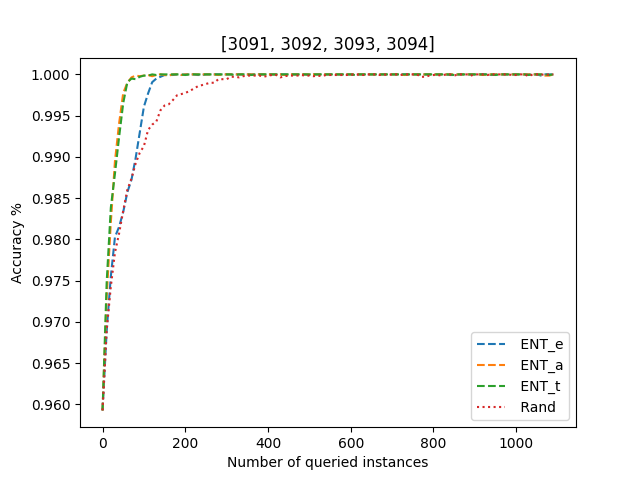 [3091, 3092, 3093, 3094]
1.000
0.995
0.990
0.985
0.980
0.975
0.970
0.965
0.960
Accuracy %
0
200
400
600
800
1000
Number of queried instances
ENT_e
ENT_a
ENT_t
Rand